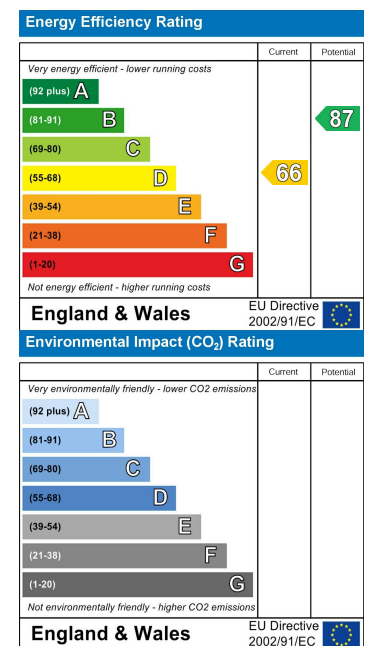 Energy Efficiency Rating
Current Potential
Very energy efficient - lower running costs
(92 plus) A
(81-91) B
87
(69-80) C
(55-68) D
66
(39-54) E
(21-38) F
(1-20) G
Not energy efficient - higher running costs
England & Wales
EU Directive
2002/91/EC
Environmental Impact (CO₂) Rating
Current Potential
Very environmentally friendly - lower CO2 emissions
(92 plus) A
(81-91) B
(69-80) C
(55-68) D
(39-54) E
(21-38) F
(1-20) G
Not environmentally friendly - higher CO2 emissions
England & Wales
EU Directive
2002/91/EC